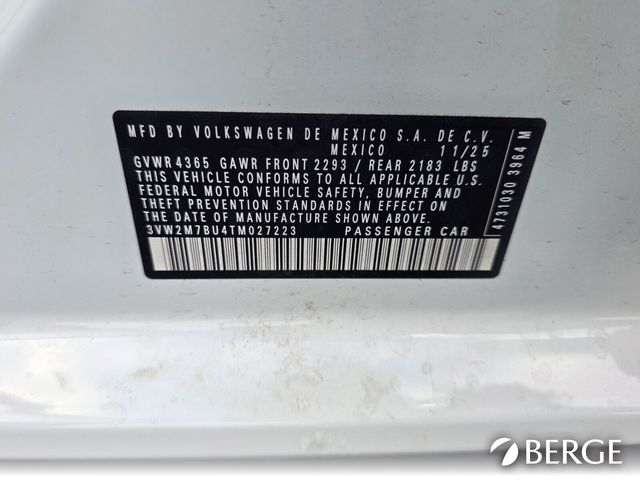 MFD BY VOLKSWAGEN DE MEXICO S.A. DE C.V.
MEXICO 11/25
GVWR 4365 GAWR FRONT 2293 / REAR 2183 LBS
THIS VEHICLE CONFORMS TO ALL APPLICABLE U.S.
FEDERAL MOTOR VEHICLE SAFETY, BUMPER AND
THEFT PREVENTION STANDARDS IN EFFECT ON
THE DATE OF MANUFACTURE SHOWN ABOVE.
3VW2M7BU4TM027223 PASSENGER CAR
4731030 3964 M
BERGE